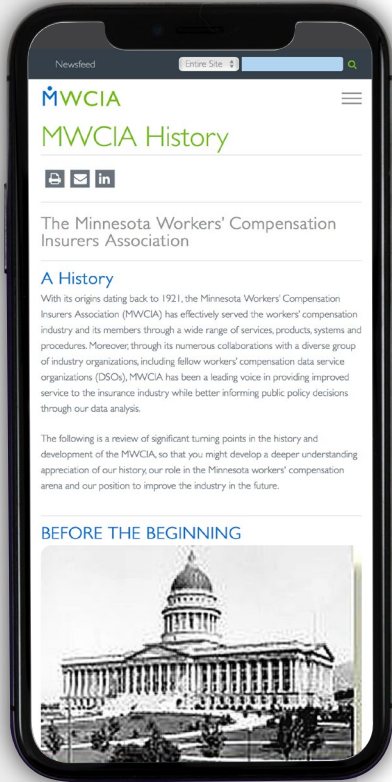 Newsfeed
Entire Site
MWCIA
MWCIA History
in
The Minnesota Workers' Compensation
Insurers Association
A History
With its origins dating back to 1921, the Minnesota Workers' Compensation
Insurers Association (MWCIA) has effectively served the workers' compensation
industry and its members through a wide range of services, products, systems and
procedures. Moreover, through its numerous collaborations with a diverse group
of industry organizations, including fellow workers' compensation data service
organizations (DSOs), MWCIA has been a leading voice in providing improved
service to the insurance industry while better informing public policy decisions
through our data analysis.
The following is a review of significant turning points in the history and
development of the MWCIA, so that you might develop a deeper understanding
appreciation of our history, our role in the Minnesota workers' compensation
arena and our position to improve the industry in the future.
BEFORE THE BEGINNING